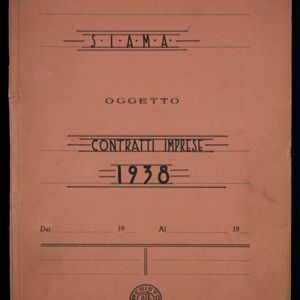 S·I·A·M·A
OGGETTO
CONTRATTI IMPRESE
1938
Dal 19 Al 19